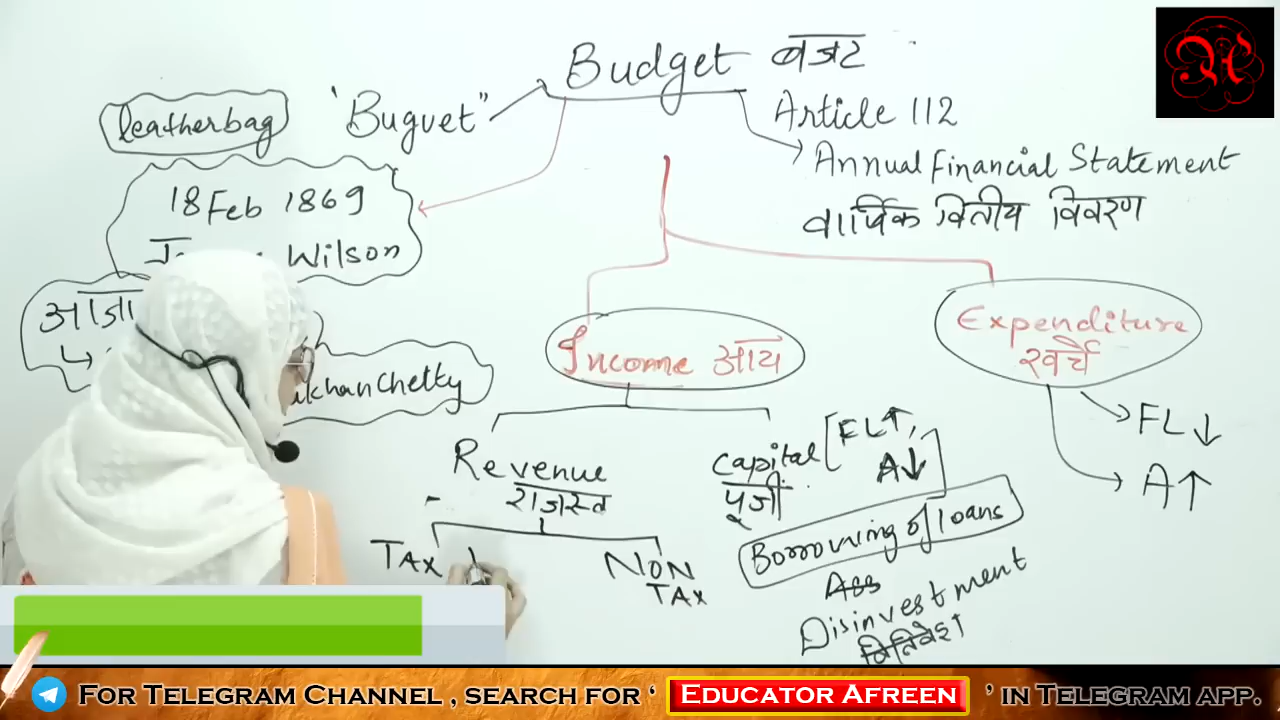 Budget बजट
leatherbag
'Buguet"
Article 112
Annual Financial Statement
वार्षिक वित्तीय विवरण
18 Feb 1869
Wilson
Chetty
Income आय
Expenditure
खर्च
FL↓
A↑
Revenue
राजस्व
Capital
पूंजी
FL↑,
A↓
Tax
NON
TAX
Borrowing of loans
Disinvestment
For Telegram Channel , search for ‘ Educator Afreen ’ in Telegram app.